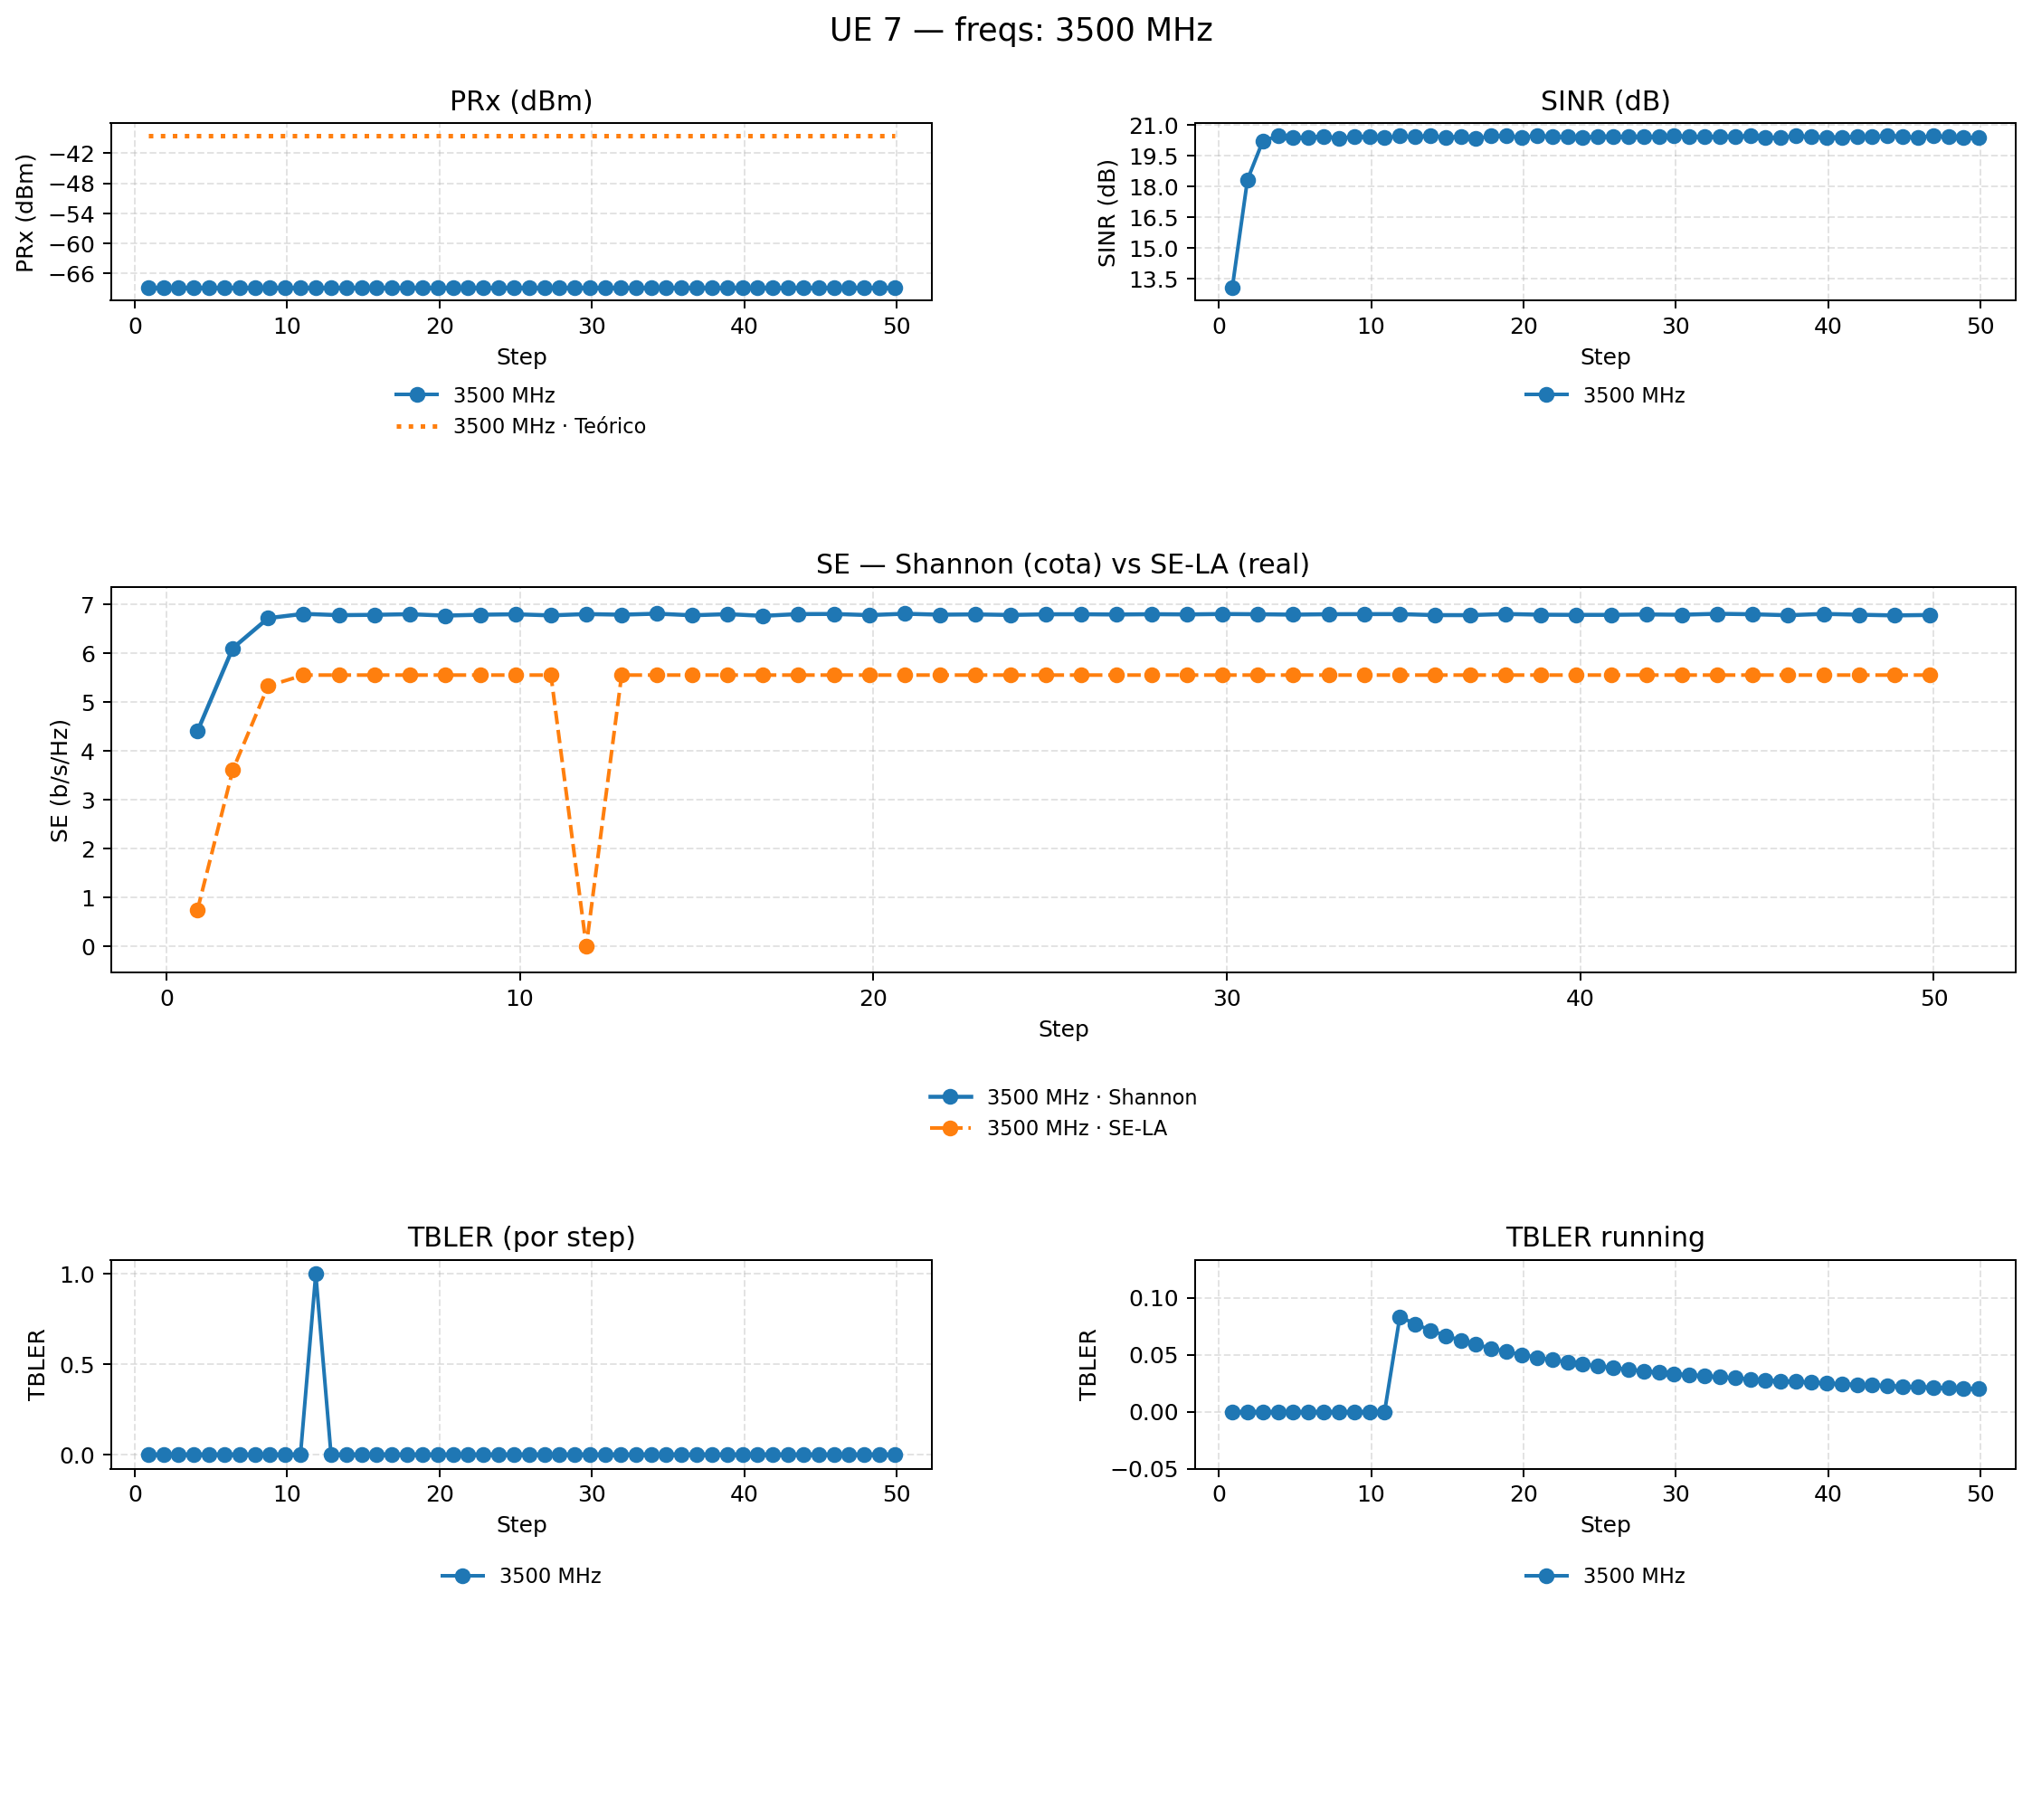 UE 7 — freqs: 3500 MHz
PRx (dBm)
PRx (dBm)
−42
−48
−54
−60
−66
0 10 20 30 40 50
Step
3500 MHz
3500 MHz · Teórico
SINR (dB)
SINR (dB)
21.0
19.5
18.0
16.5
15.0
13.5
0 10 20 30 40 50
Step
3500 MHz
SE — Shannon (cota) vs SE-LA (real)
SE (b/s/Hz)
7
6
5
4
3
2
1
0
0 10 20 30 40 50
Step
3500 MHz · Shannon
3500 MHz · SE-LA
TBLER (por step)
TBLER
1.0
0.5
0.0
0 10 20 30 40 50
Step
3500 MHz
TBLER running
TBLER
0.10
0.05
0.00
−0.05
0 10 20 30 40 50
Step
3500 MHz